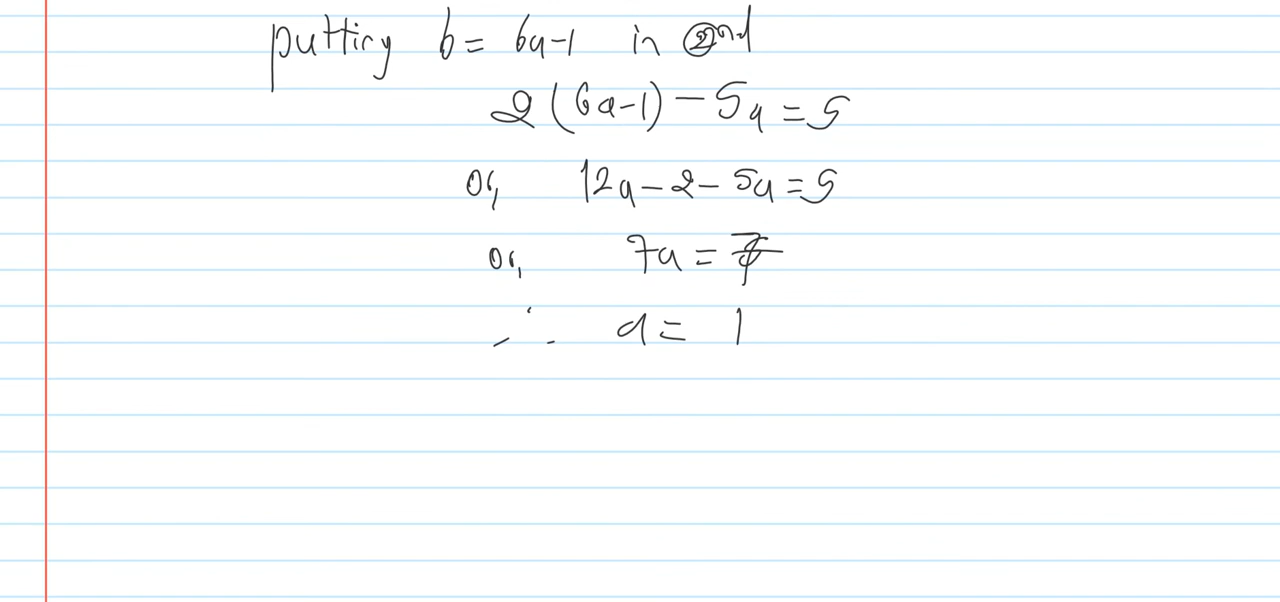 putting b = 6a-1 in 2nd
2(6a-1) - 5a = 5
or, 12a - 2 - 5a = 5
or, 7a = 7
∴ a = 1